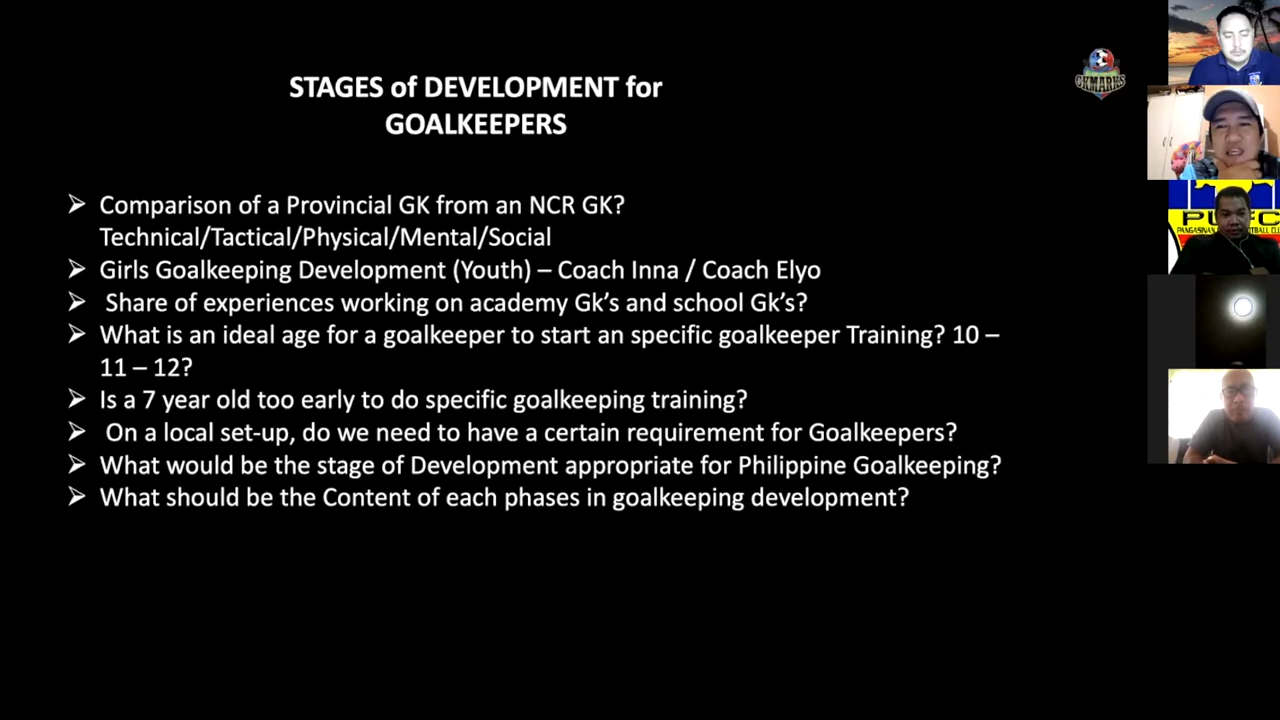 STAGES of DEVELOPMENT for
GOALKEEPERS
GKMARKS
➢ Comparison of a Provincial GK from an NCR GK?
Technical/Tactical/Physical/Mental/Social
➢ Girls Goalkeeping Development (Youth) – Coach Inna / Coach Elyo
➢ Share of experiences working on academy Gk's and school Gk's?
➢ What is an ideal age for a goalkeeper to start an specific goalkeeper Training? 10 –
11 – 12?
➢ Is a 7 year old too early to do specific goalkeeping training?
➢ On a local set-up, do we need to have a certain requirement for Goalkeepers?
➢ What would be the stage of Development appropriate for Philippine Goalkeeping?
➢ What should be the Content of each phases in goalkeeping development?